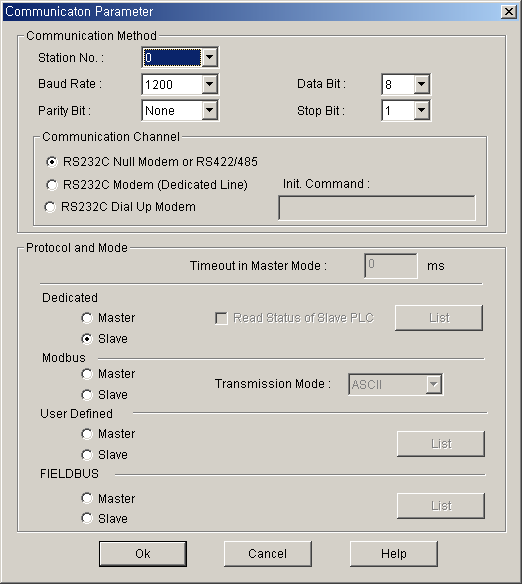 Communicaton Parameter
Communication Method
Station No. : 0
Baud Rate : 1200 Data Bit : 8
Parity Bit : None Stop Bit : 1
Communication Channel
RS232C Null Modem or RS422/485
RS232C Modem (Dedicated Line) Init. Command :
RS232C Dial Up Modem
Protocol and Mode
Timeout in Master Mode : 0 ms
Dedicated
Master Read Status of Slave PLC List
Slave
Modbus
Master Transmission Mode : ASCII
Slave
User Defined
Master List
Slave
FIELDBUS
Master List
Slave
Ok Cancel Help